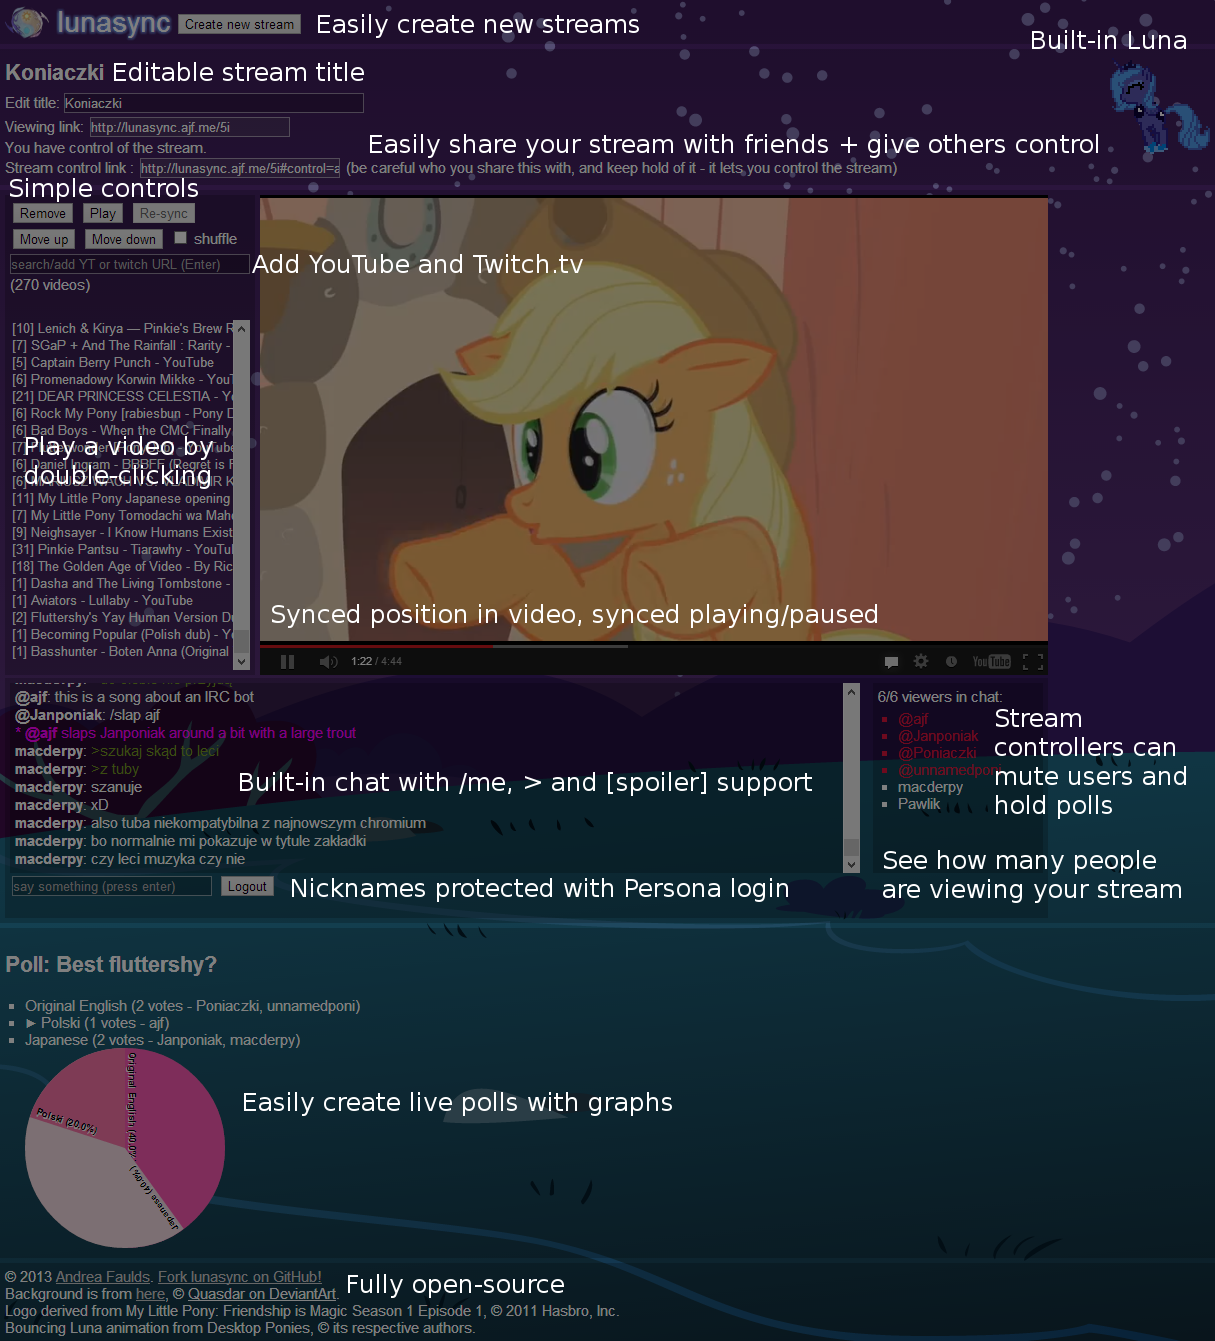 lunasync Create new stream Easily create new streams
Built-in Luna
Koniaczki Editable stream title
Edit title: Koniaczki
Viewing link: http://lunasync.ajf.me/5i
You have control of the stream.
Easily share your stream with friends + give others control
Stream control link : http://lunasync.ajf.me/5i#control=a (be careful who you share this with, and keep hold of it - it lets you control the stream)
Simple controls
Remove Play Re-sync
Move up Move down shuffle
search/add YT or twitch URL (Enter) Add YouTube and Twitch.tv
(270 videos)
[10] Lenich & Kirya — Pinkie's Brew R
[7] SGaP + And The Rainfall : Rarity -
[5] Captain Berry Punch - YouTube
[6] Promenadowy Korwin Mikke - YouT
[21] DEAR PRINCESS CELESTIA - Yo
[6] Rock My Pony [rabiesbun - Pony D
[6] Bad Boys - When the CMC Finally
[7] - YouTube
Play a video by
[6] Daniel Ingram - BBBFF (Regret is F
double-clicking
[6] MARIUSZ WACH VS. VLADIMIR K
[11] My Little Pony Japanese opening
[7] My Little Pony Tomodachi wa Maho
[9] Neighsayer - I Know Humans Exist
[31] Pinkie Pantsu - Tiarawhy - YouTul
[18] The Golden Age of Video - By Ric
[1] Dasha and The Living Tombstone -
[1] Aviators - Lullaby - YouTube
[2] Fluttershy's Yay Human Version Du
[1] Becoming Popular (Polish dub) - Yo
[1] Basshunter - Boten Anna (Original
Synced position in video, synced playing/paused
1:22 / 4:44 YouTube
@ajf: this is a song about an IRC bot
@Janponiak: /slap ajf
* @ajf slaps Janponiak around a bit with a large trout
macderpy: >szukaj skąd to leci
macderpy: >z tuby
macderpy: szanuje
macderpy: xD
macderpy: also tuba niekompatybilna z najnowszym chromium
macderpy: bo normalnie mi pokazuje w tytule zakładki
macderpy: czy leci muzyka czy nie
Built-in chat with /me, > and [spoiler] support
say something (press enter) Logout Nicknames protected with Persona login
6/6 viewers in chat:
@ajf
@Janponiak
@Poniaczki
@unnamedponi
macderpy
Pawlik
Stream
controllers can
mute users and
hold polls
See how many people
are viewing your stream
Poll: Best fluttershy?
Original English (2 votes - Poniaczki, unnamedponi)
► Polski (1 votes - ajf)
Japanese (2 votes - Janponiak, macderpy)
Original English (40.0%)
Polski (20.0%)
Japanese (40.0%)
Easily create live polls with graphs
© 2013 Andrea Faulds. Fork lunasync on GitHub!
Fully open-source
Background is from here, © Quasdar on DeviantArt.
Logo derived from My Little Pony: Friendship is Magic Season 1 Episode 1, © 2011 Hasbro, Inc.
Bouncing Luna animation from Desktop Ponies, © its respective authors.